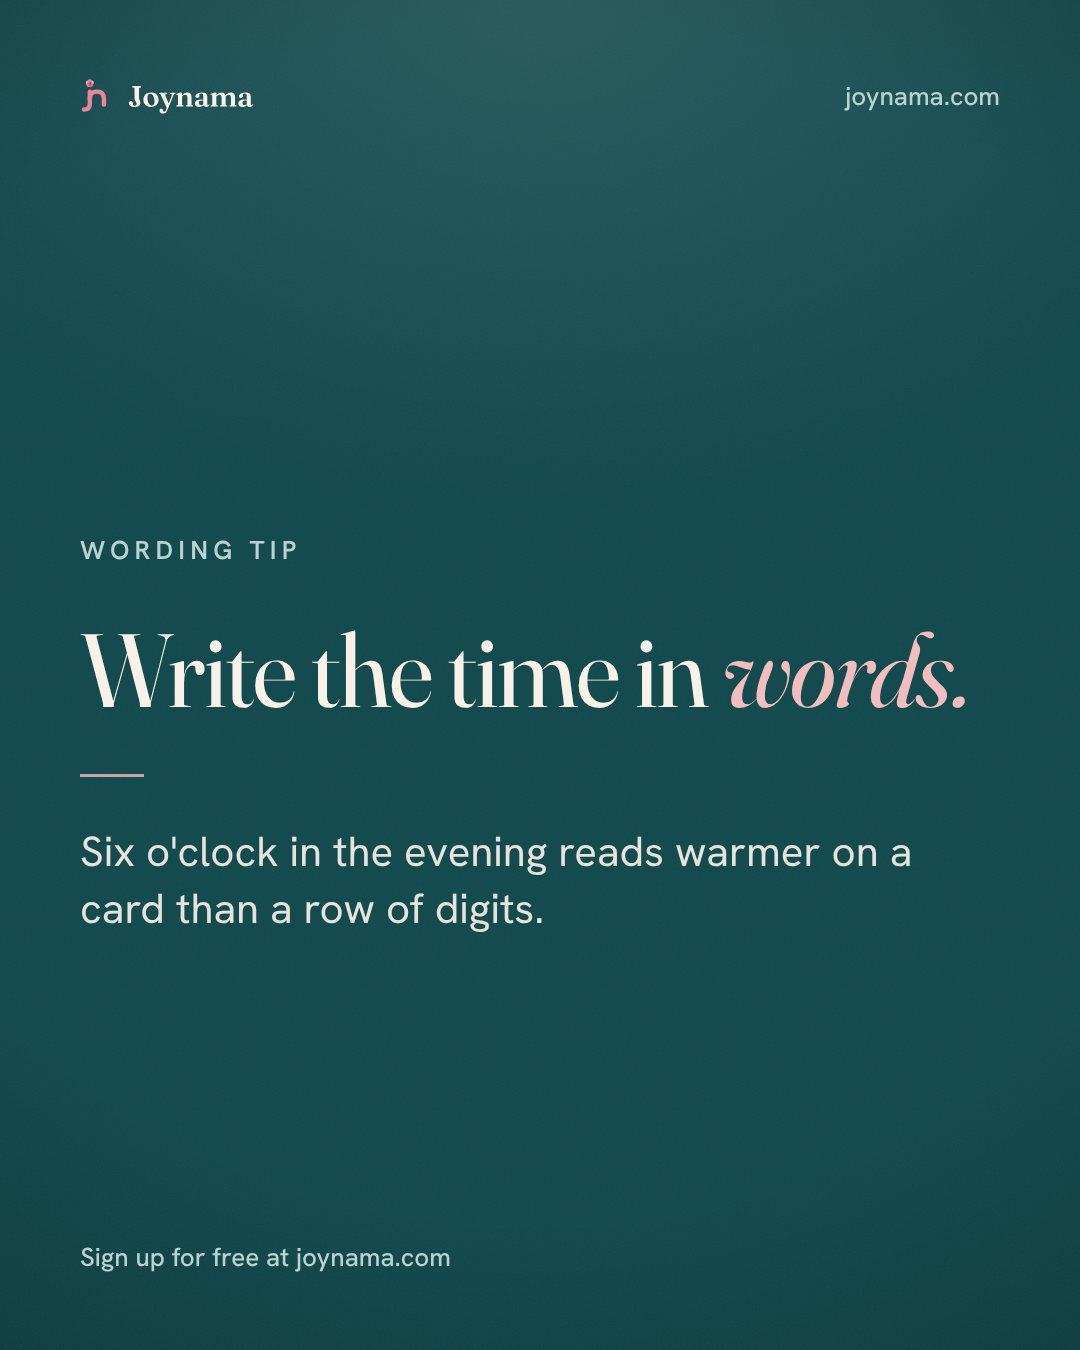 Joynama
joynama.com
WORDING TIP
Write the time in words.
Six o'clock in the evening reads warmer on a
card than a row of digits.
Sign up for free at joynama.com